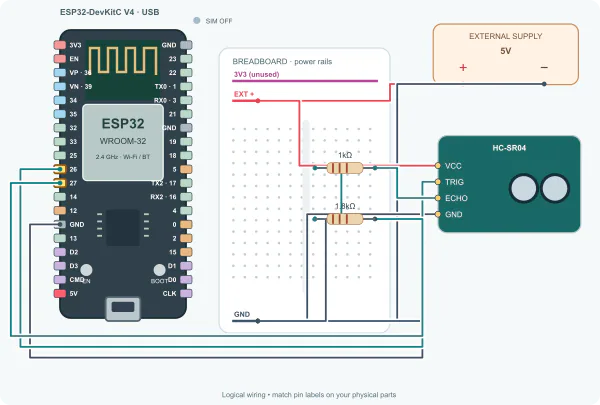 ESP32-DevKitC V4 · USB
SIM OFF
EXTERNAL SUPPLY
5V
+ −
BREADBOARD · power rails
3V3 (unused)
EXT +
3V3 GND
EN 23
VP · 36 22
VN · 39 TX0 · 1
34 RX0 · 3
35 21
32 GND
33 19
25 18
26 5
27 TX2 · 17
14 RX2 · 16
12 4
GND 0
13 2
D2 15
D3 D1
CMD D0
5V CLK
ESP32
WROOM-32
2.4 GHz · Wi-Fi / BT
EN BOOT
1kΩ
1.8kΩ
HC-SR04
VCC
TRIG
ECHO
GND
GND
Logical wiring • match pin labels on your physical parts